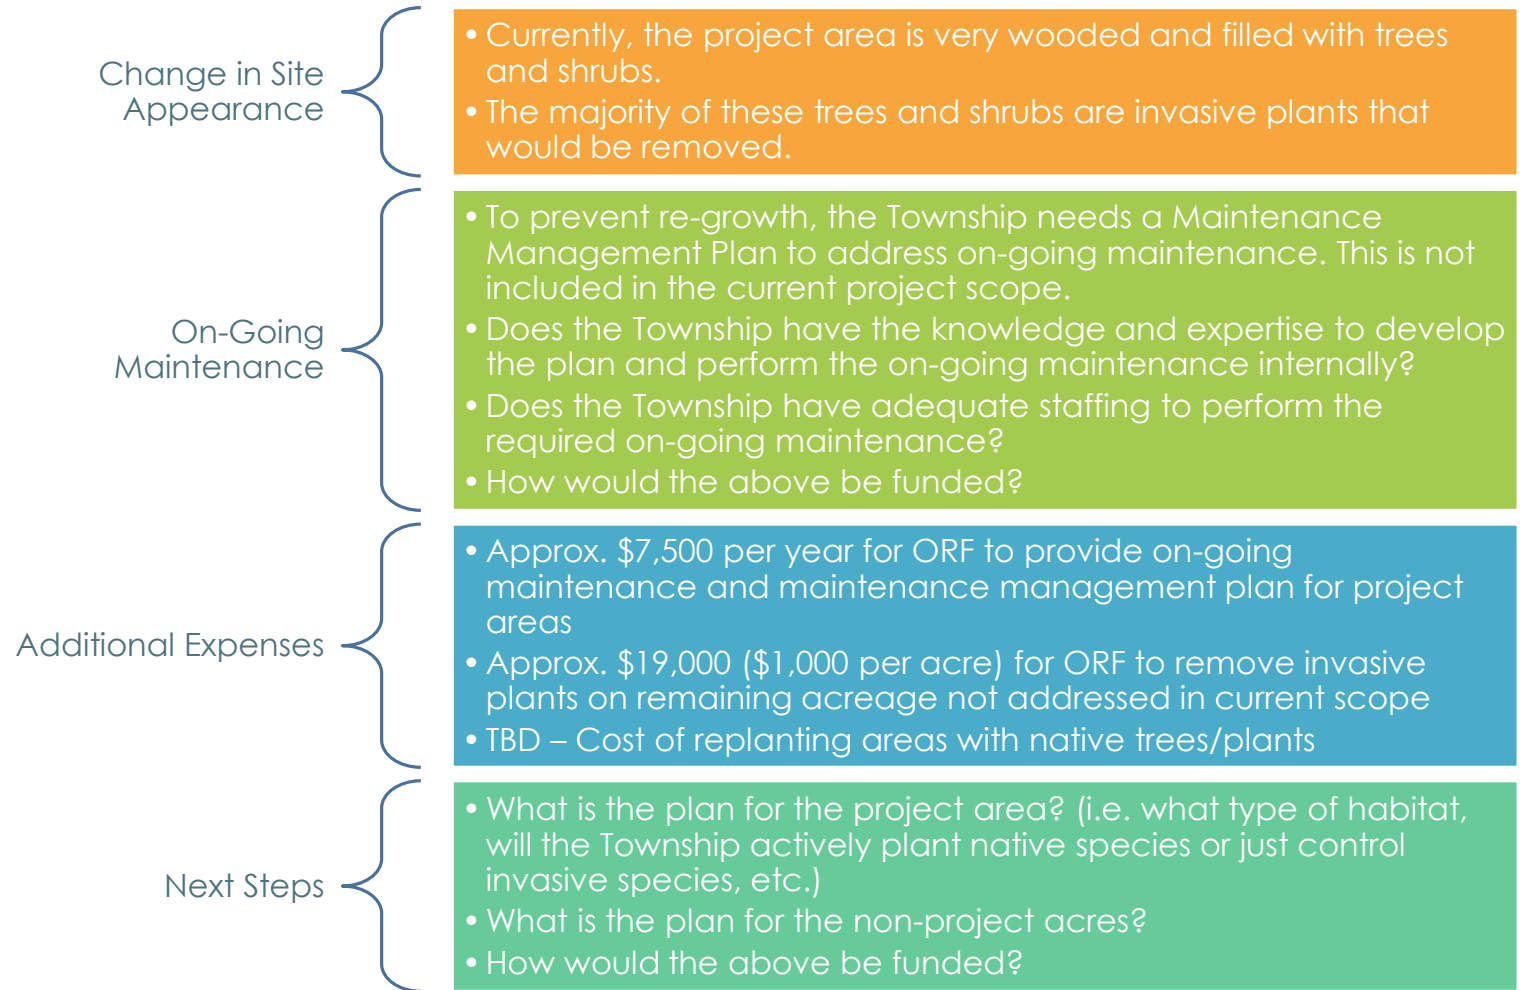 Change in Site
Appearance
• Currently, the project area is very wooded and filled with trees
and shrubs.
• The majority of these trees and shrubs are invasive plants that
would be removed.
On-Going
Maintenance
• To prevent re-growth, the Township needs a Maintenance
Management Plan to address on-going maintenance. This is not
included in the current project scope.
• Does the Township have the knowledge and expertise to develop
the plan and perform the on-going maintenance internally?
• Does the Township have adequate staffing to perform the
required on-going maintenance?
• How would the above be funded?
Additional Expenses
• Approx. $7,500 per year for ORF to provide on-going
maintenance and maintenance management plan for project
areas
• Approx. $19,000 ($1,000 per acre) for ORF to remove invasive
plants on remaining acreage not addressed in current scope
• TBD – Cost of replanting areas with native trees/plants
Next Steps
• What is the plan for the project area? (i.e. what type of habitat,
will the Township actively plant native species or just control
invasive species, etc.)
• What is the plan for the non-project acres?
• How would the above be funded?